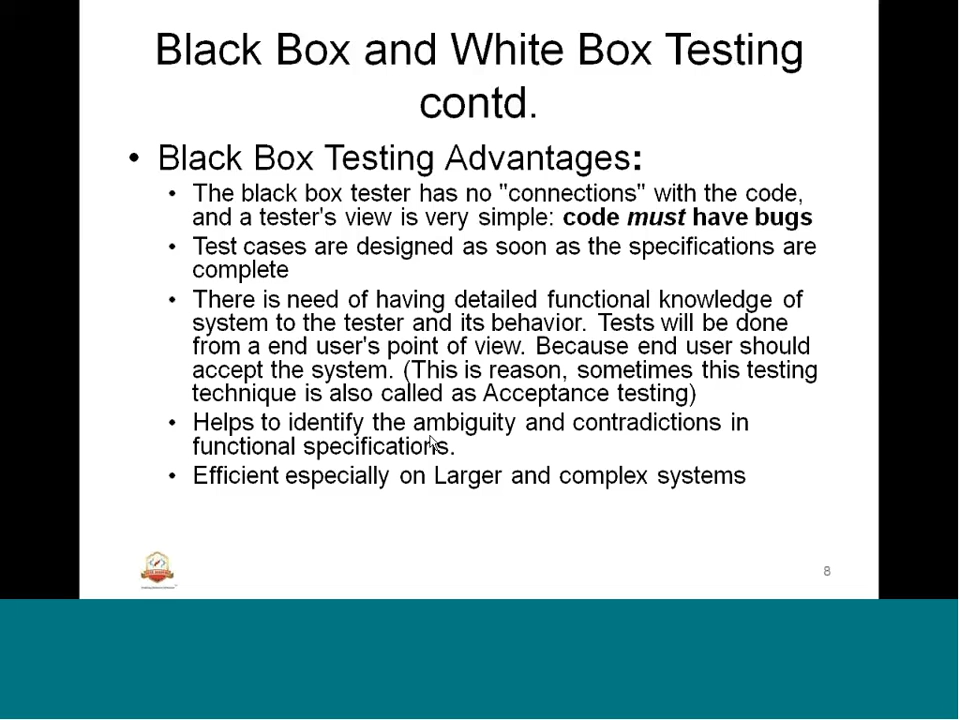 Black Box and White Box Testing
contd.
• Black Box Testing Advantages:
• The black box tester has no "connections" with the code,
and a tester's view is very simple: code must have bugs
• Test cases are designed as soon as the specifications are
complete
• There is need of having detailed functional knowledge of
system to the tester and its behavior. Tests will be done
from a end user's point of view. Because end user should
accept the system. (This is reason, sometimes this testing
technique is also called as Acceptance testing)
• Helps to identify the ambiguity and contradictions in
functional specifications.
• Efficient especially on Larger and complex systems
8